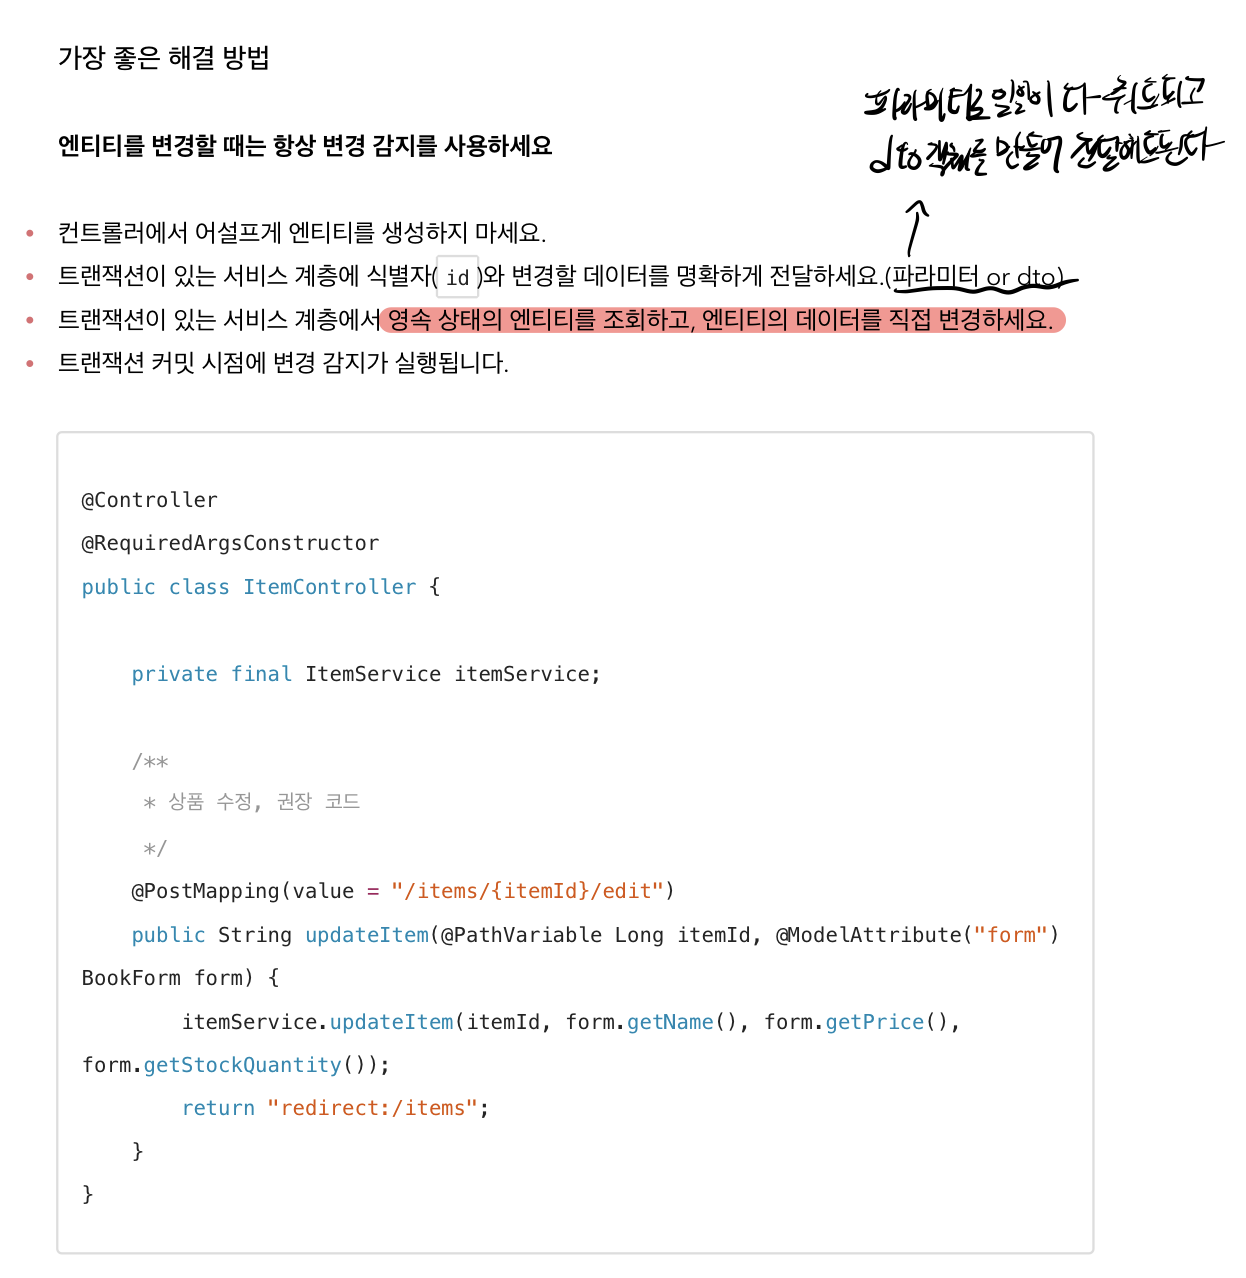 가장 좋은 해결 방법
파라미터로 일일이 다 줘도되고
dto 객체를 만들어 전달해도된다
엔티티를 변경할 때는 항상 변경 감지를 사용하세요
• 컨트롤러에서 어설프게 엔티티를 생성하지 마세요.
• 트랜잭션이 있는 서비스 계층에 식별자(id)와 변경할 데이터를 명확하게 전달하세요.(파라미터 or dto)
• 트랜잭션이 있는 서비스 계층에서 영속 상태의 엔티티를 조회하고, 엔티티의 데이터를 직접 변경하세요.
• 트랜잭션 커밋 시점에 변경 감지가 실행됩니다.
@Controller
@RequiredArgsConstructor
public class ItemController {
private final ItemService itemService;
/**
* 상품 수정, 권장 코드
*/
@PostMapping(value = "/items/{itemId}/edit")
public String updateItem(@PathVariable Long itemId, @ModelAttribute("form")
BookForm form) {
itemService.updateItem(itemId, form.getName(), form.getPrice(),
form.getStockQuantity());
return "redirect:/items";
}
}